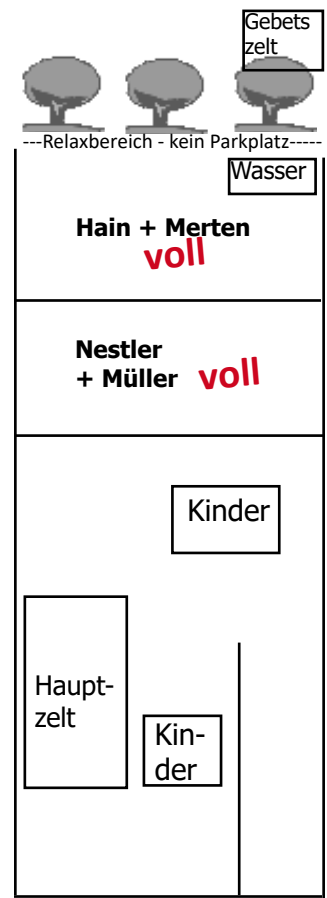 Gebets
zelt
---Relaxbereich - kein Parkplatz-----
Wasser
Hain + Merten
voll
Nestler
+ Müller voll
Kinder
Haupt-
zelt
Kin-
der